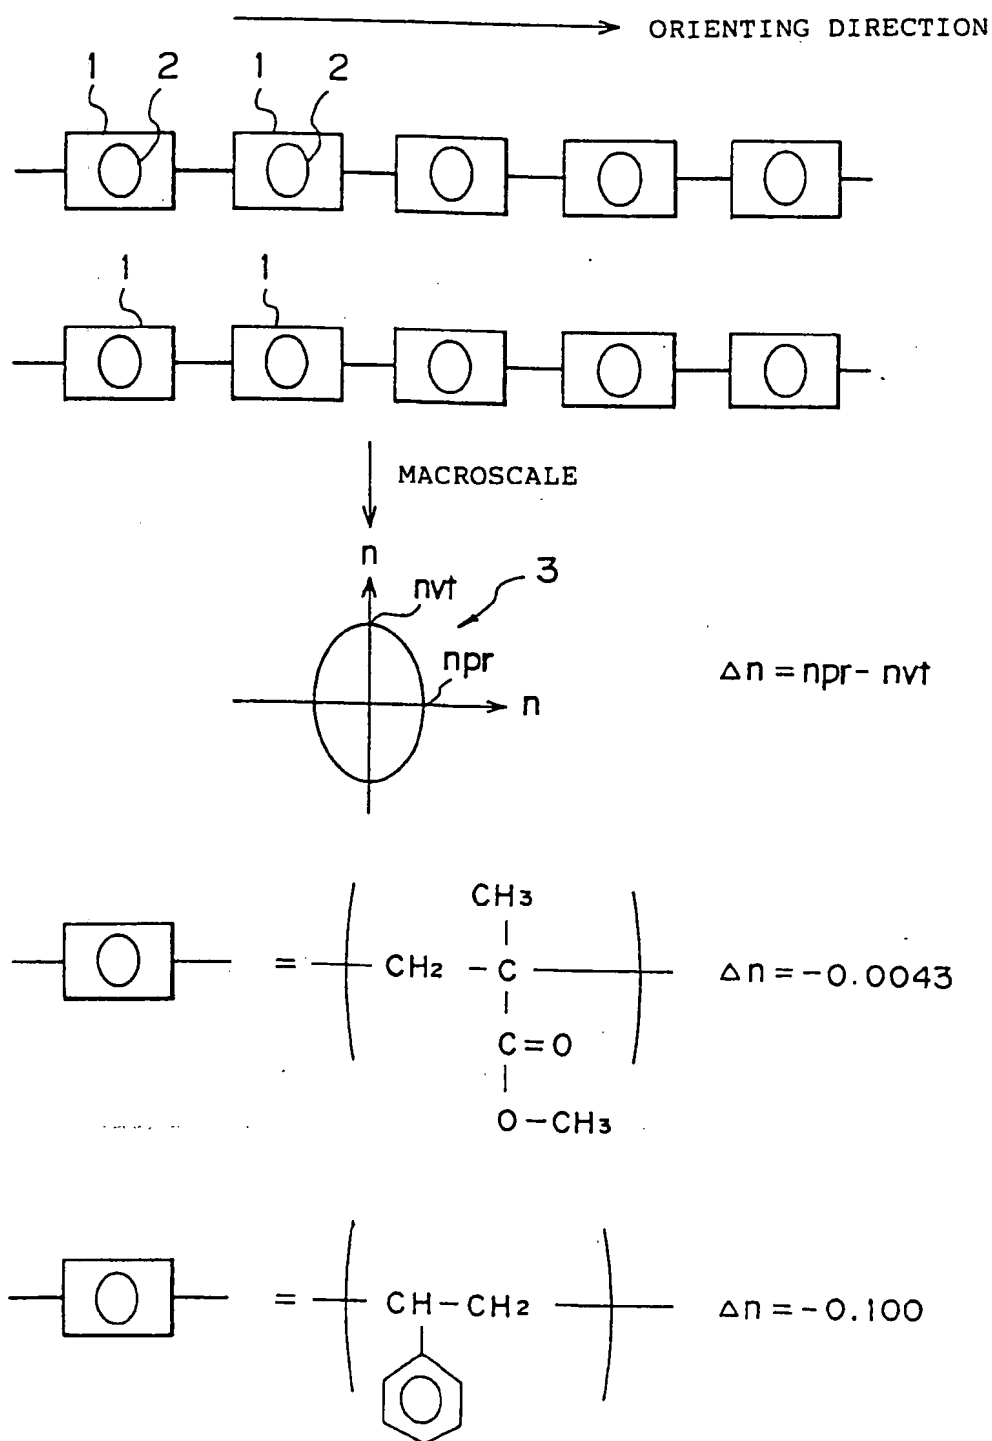 ORIENTING DIRECTION
1 2 1 2
1 1
MACROSCALE
n
nvt 3
npr
n
Δn = npr - nvt
CH3
= CH2 - C Δn = -0.0043
C=O
O-CH3
= CH-CH2 Δn = -0.100